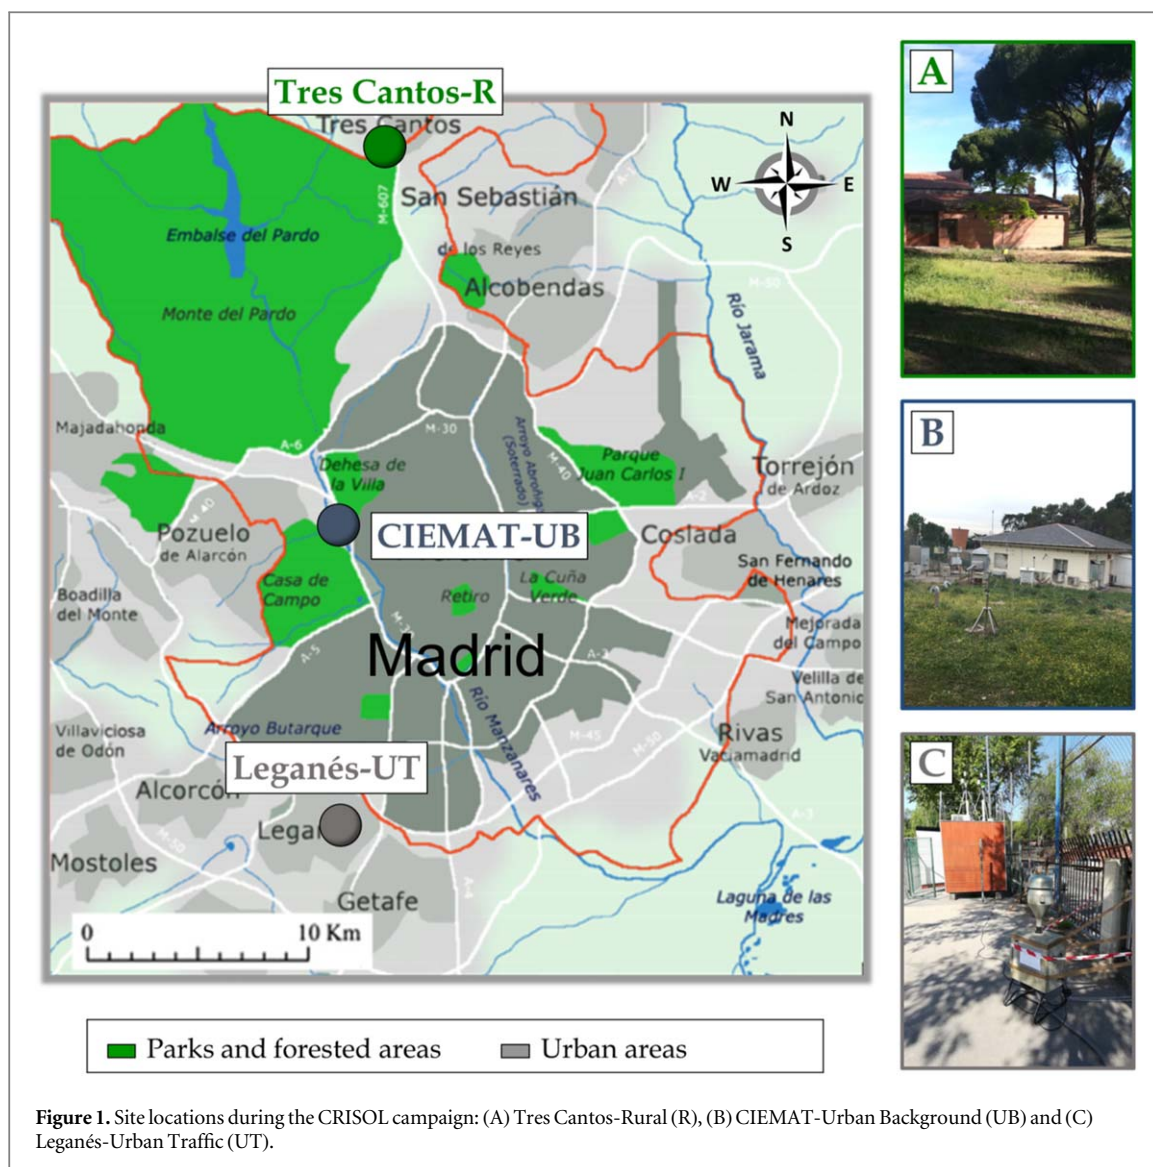 Tres Cantos-R
Tres Cantos
M-607
San Sebastián
de los Reyes
Alcobendas
A-1
N
W
E
S
M-50
Embalse del Pardo
Monte del Pardo
Río Jarama
Majadahonda
A-6
M-30
Arroyo Abroñigal
(Soterrado)
M-40
Dehesa de
la Villa
Parque
Juan Carlos I
A-2
Torrejón
de Ardoz
M-40
Pozuelo
de Alarcón
CIEMAT-UB
Coslada
San Fernando
de Henares
Boadilla
del Monte
Casa de
Campo
Retiro
La Cuña
Verde
Mejorada
del Campo
A-5
Madrid
A-3
Velilla de
San Antonio
Villaviciosa
de Odón
Arroyo Butarque
Río Manzanares
M-45
M-50
Rivas
Vaciamadrid
Leganés-UT
Alcorcón
Legan
A-3
M-50
Mostoles
Getafe
A-4
Laguna de las
Madres
0 10 Km
Parks and forested areas Urban areas
A
B
C
Figure 1. Site locations during the CRISOL campaign: (A) Tres Cantos-Rural (R), (B) CIEMAT-Urban Background (UB) and (C)
Leganés-Urban Traffic (UT).